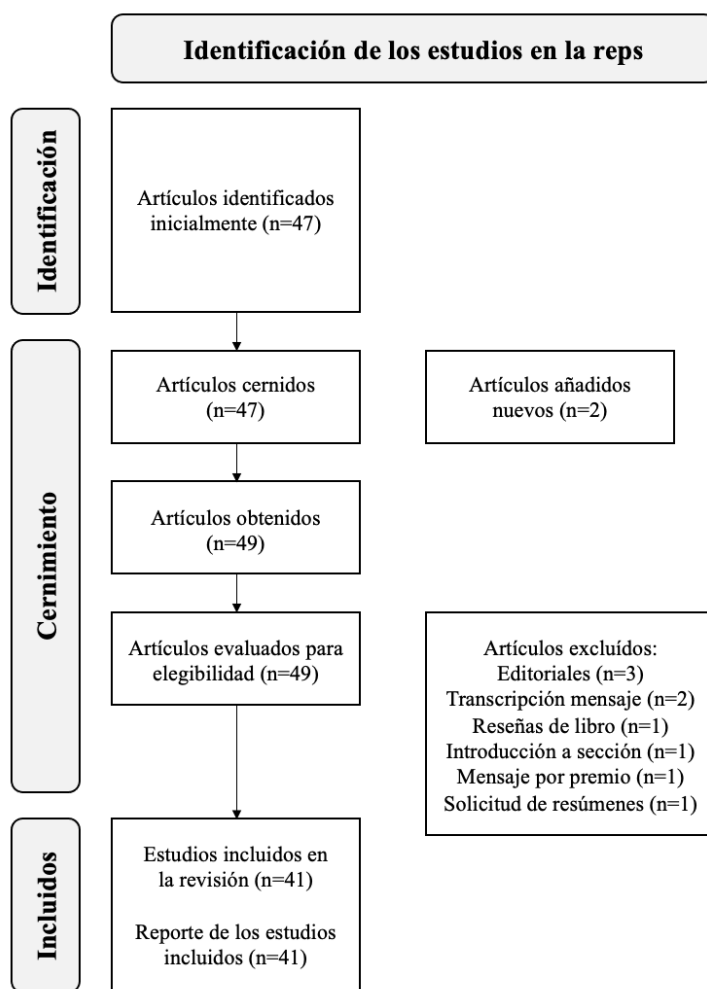 Identificación de los estudios en la reps
Identificación
Artículos identificados
inicialmente (n=47)
Cernimiento
Artículos cernidos
(n=47)
Artículos añadidos
nuevos (n=2)
Artículos obtenidos
(n=49)
Artículos evaluados para
elegibilidad (n=49)
Artículos excluídos:
Editoriales (n=3)
Transcripción mensaje (n=2)
Reseñas de libro (n=1)
Introducción a sección (n=1)
Mensaje por premio (n=1)
Solicitud de resúmenes (n=1)
Incluidos
Estudios incluidos en
la revisión (n=41)
Reporte de los estudios
incluidos (n=41)